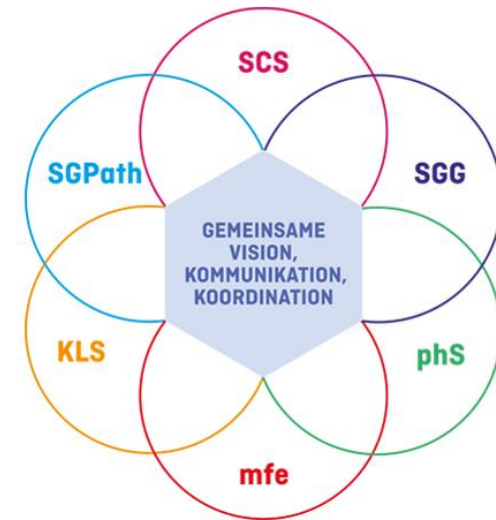 SCS
SGPath
SGG
GEMEINSAME
VISION,
KOMMUNIKATION,
KOORDINATION
KLS
phS
mfe